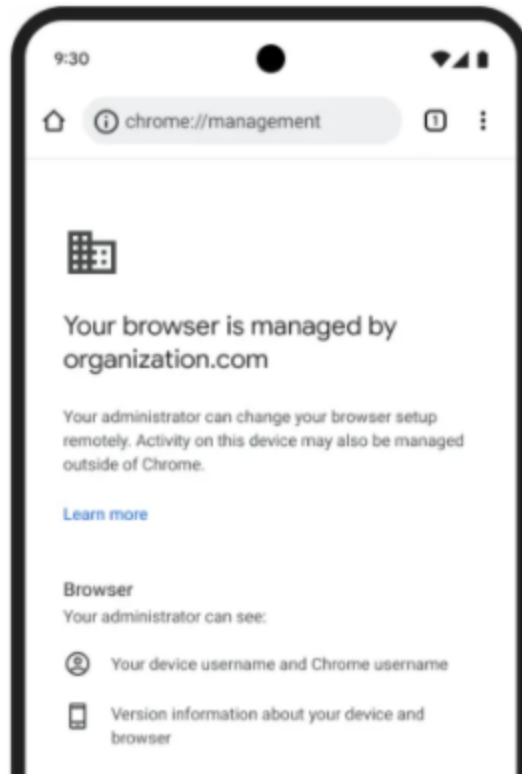 9:30
chrome://management
1
Your browser is managed by
organization.com
Your administrator can change your browser setup
remotely. Activity on this device may also be managed
outside of Chrome.
Learn more
Browser
Your administrator can see:
Your device username and Chrome username
Version information about your device and
browser